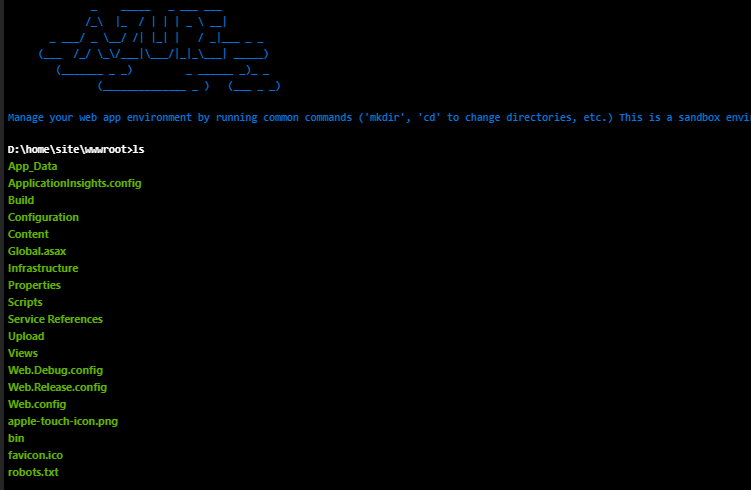 Manage your web app environment by running common commands ('mkdir', 'cd' to change directories, etc.) This is a sandbox
D:\home\site\wwwroot>ls
App_Data
ApplicationInsights.config
Build
Configuration
Content
Global.asax
Infrastructure
Properties
Scripts
Service References
Upload
Views
Web.Debug.config
Web.Release.config
Web.config
apple-touch-icon.png
bin
favicon.ico
robots.txt